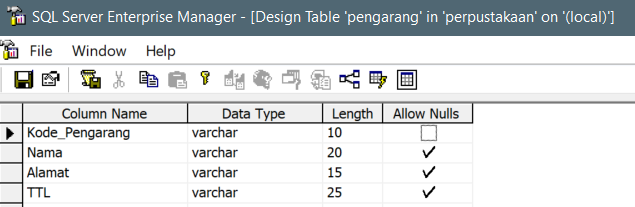 SQL Server Enterprise Manager - [Design Table 'pengarang' in 'perpustakaan' on '(local)']
File Window Help
Column Name Data Type Length Allow Nulls
Kode_Pengarang varchar 10
Nama varchar 20
Alamat varchar 15
TTL varchar 25